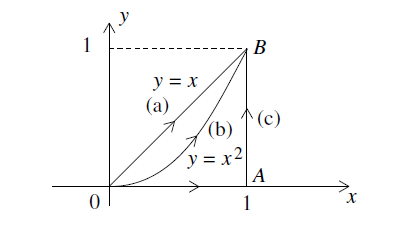 y
1
B
y = x
(a)
(b)
(c)
y = x²
A
0
1
x